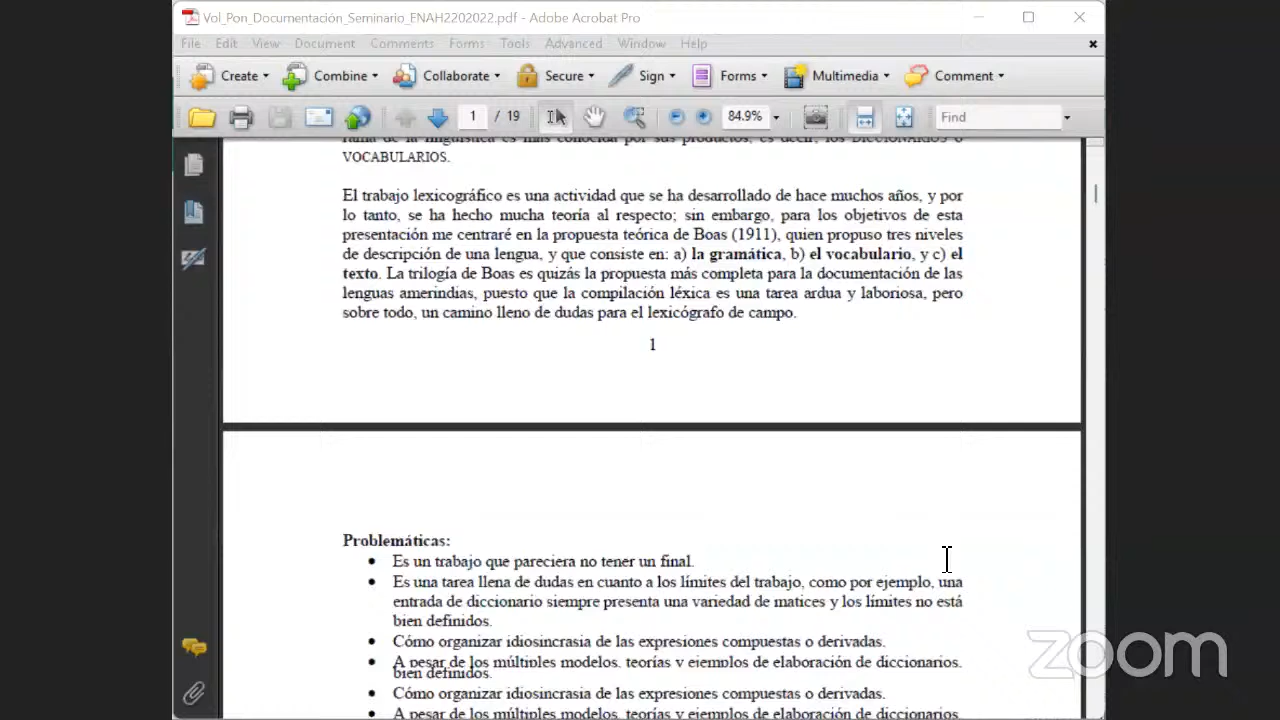 Vol_Pon_Documentación_Seminario_ENAH2202022.pdf - Adobe Acrobat Pro
File Edit View Document Comments Forms Tools Advanced Window Help
Create Combine Collaborate Secure Sign Forms Multimedia Comment
1 / 19 84.9% Find
rama de la lingüística es más conocida por sus productos, es decir, los DICCIONARIOS o
VOCABULARIOS.
El trabajo lexicográfico es una actividad que se ha desarrollado de hace muchos años, y por
lo tanto, se ha hecho mucha teoría al respecto; sin embargo, para los objetivos de esta
presentación me centraré en la propuesta teórica de Boas (1911), quien propuso tres niveles
de descripción de una lengua, y que consiste en: a) la gramática, b) el vocabulario, y c) el
texto. La trilogía de Boas es quizás la propuesta más completa para la documentación de las
lenguas amerindias, puesto que la compilación léxica es una tarea ardua y laboriosa, pero
sobre todo, un camino lleno de dudas para el lexicógrafo de campo.
1
Problemáticas:
• Es un trabajo que pareciera no tener un final.
• Es una tarea llena de dudas en cuanto a los límites del trabajo, como por ejemplo, una
entrada de diccionario siempre presenta una variedad de matices y los límites no está
bien definidos.
• Cómo organizar idiosincrasia de las expresiones compuestas o derivadas.
• A pesar de los múltiples modelos, teorías y ejemplos de elaboración de diccionarios,
bien definidos.
• Cómo organizar idiosincrasia de las expresiones compuestas o derivadas.
• A pesar de los múltiples modelos, teorías y ejemplos de elaboración de diccionarios,
zoom